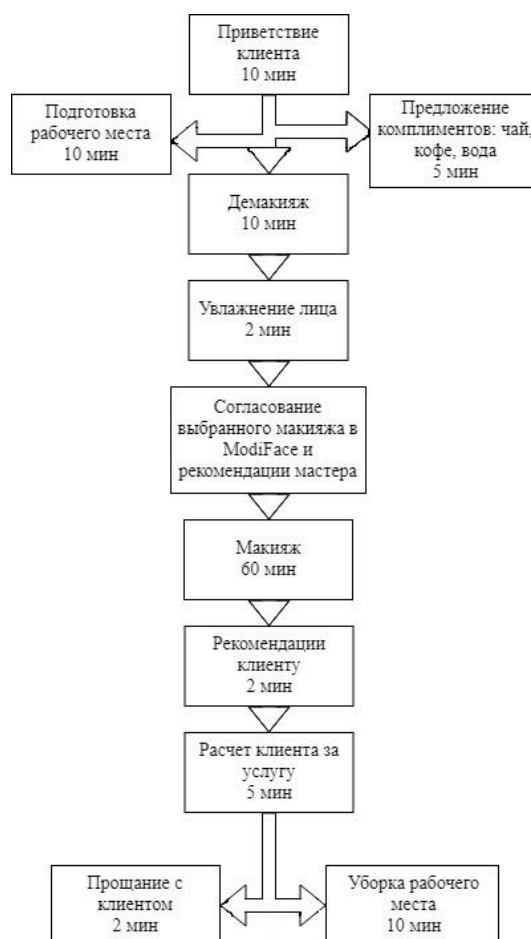 Приветствие
клиента
10 мин
Подготовка
рабочего места
10 мин
Предложение
комплиментов: чай,
кофе, вода
5 мин
Демакияж
10 мин
Увлажнение лица
2 мин
Согласование
выбранного макияжа в
ModiFace и
рекомендации мастера
Макияж
60 мин
Рекомендации
клиенту
2 мин
Расчет клиента за
услугу
5 мин
Прощание с
клиентом
2 мин
Уборка рабочего
места
10 мин